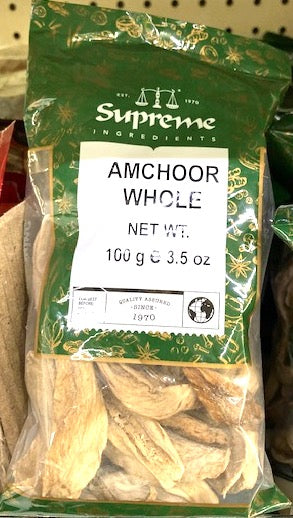 EST. 1970
Supreme
INGREDIENTS
AMCHOOR
WHOLE
NET WT.
100 g e 3.5 oz
QUALITY ASSURED
-SINCE-
1970